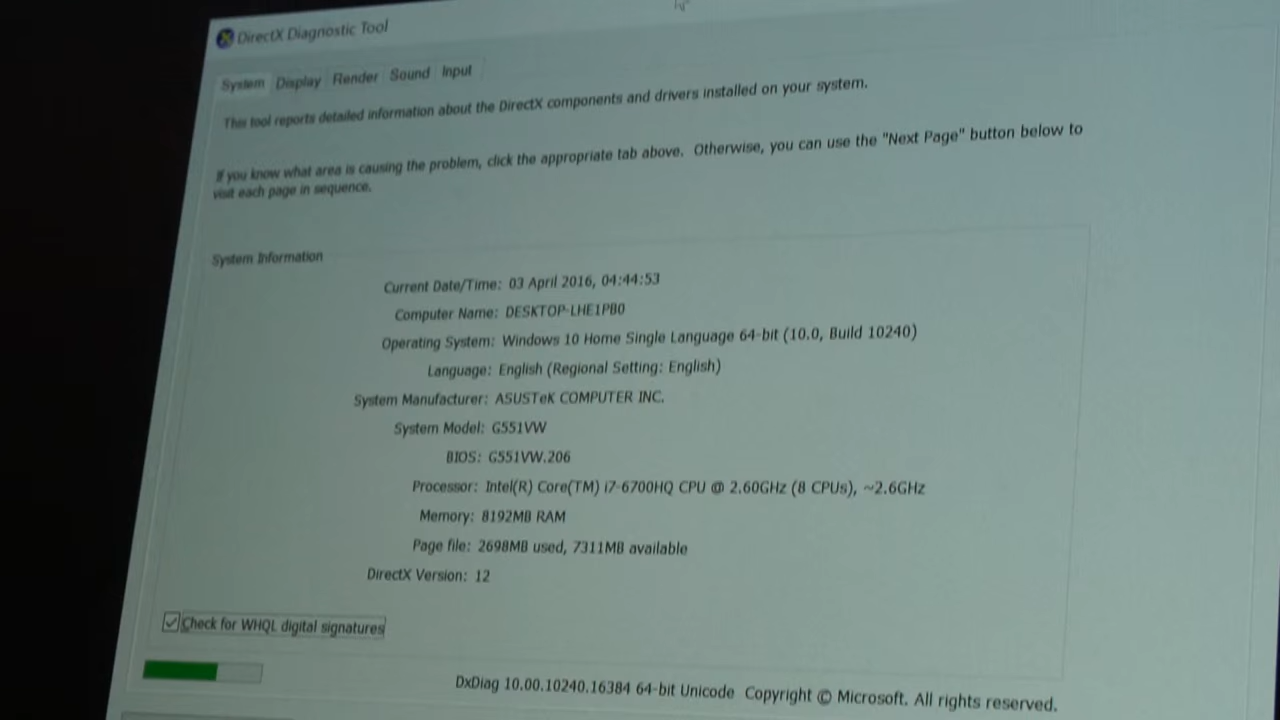 DirectX Diagnostic Tool
System Display Render Sound Input
This tool reports detailed information about the DirectX components and drivers installed on your system.
If you know what area is causing the problem, click the appropriate tab above. Otherwise, you can use the "Next Page" button below to
visit each page in sequence.
System Information
Current Date/Time: 03 April 2016, 04:44:53
Computer Name: DESKTOP-LHE1PB0
Operating System: Windows 10 Home Single Language 64-bit (10.0, Build 10240)
Language: English (Regional Setting: English)
System Manufacturer: ASUSTeK COMPUTER INC.
System Model: G551VW
BIOS: G551VW.206
Processor: Intel(R) Core(TM) i7-6700HQ CPU @ 2.60GHz (8 CPUs), ~2.6GHz
Memory: 8192MB RAM
Page file: 2698MB used, 7311MB available
DirectX Version: 12
Check for WHQL digital signatures
DxDiag 10.00.10240.16384 64-bit Unicode Copyright © Microsoft. All rights reserved.